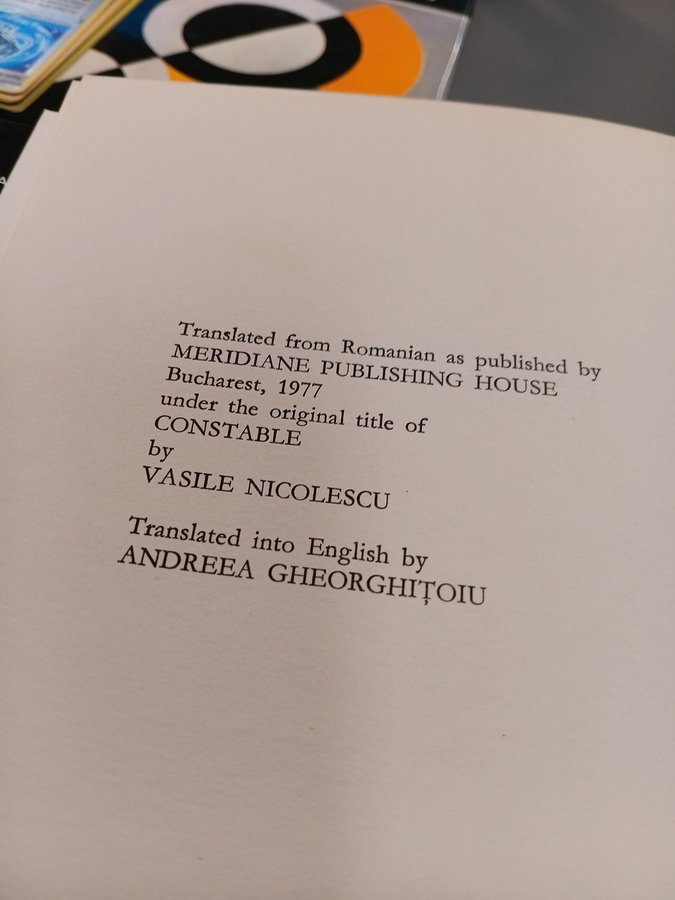 Translated from Romanian as published by
MERIDIANE PUBLISHING HOUSE
Bucharest, 1977
under the original title of
CONSTABLE
by
VASILE NICOLESCU
Translated into English by
ANDREEA GHEORGHIȚOIU